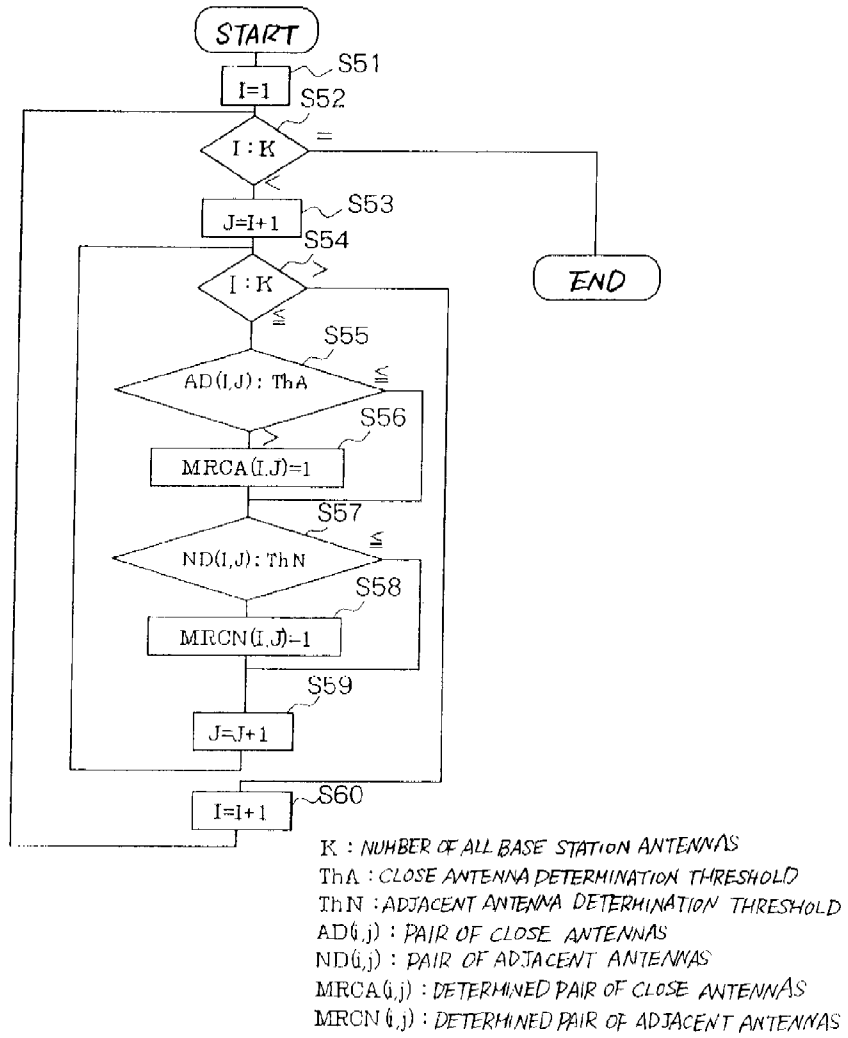 START
S51
I=1
S52
=
I : K
<
S53
J=I+1
S54
>
I : K
≦
S55
≦
AD(I,J) : ThA
S56
>
MRCA(I,J)=1
S57
≦
ND(I,J) : ThN
S58
MRCN(I,J)=1
S59
J=J+1
S60
I=I+1
END
K : NUMBER OF ALL BASE STATION ANTENNAS
ThA : CLOSE ANTENNA DETERMINATION THRESHOLD
ThN : ADJACENT ANTENNA DETERMINATION THRESHOLD
AD(i,j) : PAIR OF CLOSE ANTENNAS
ND(i,j) : PAIR OF ADJACENT ANTENNAS
MRCA(i,j) : DETERMINED PAIR OF CLOSE ANTENNAS
MRCN(i,j) : DETERMINED PAIR OF ADJACENT ANTENNAS